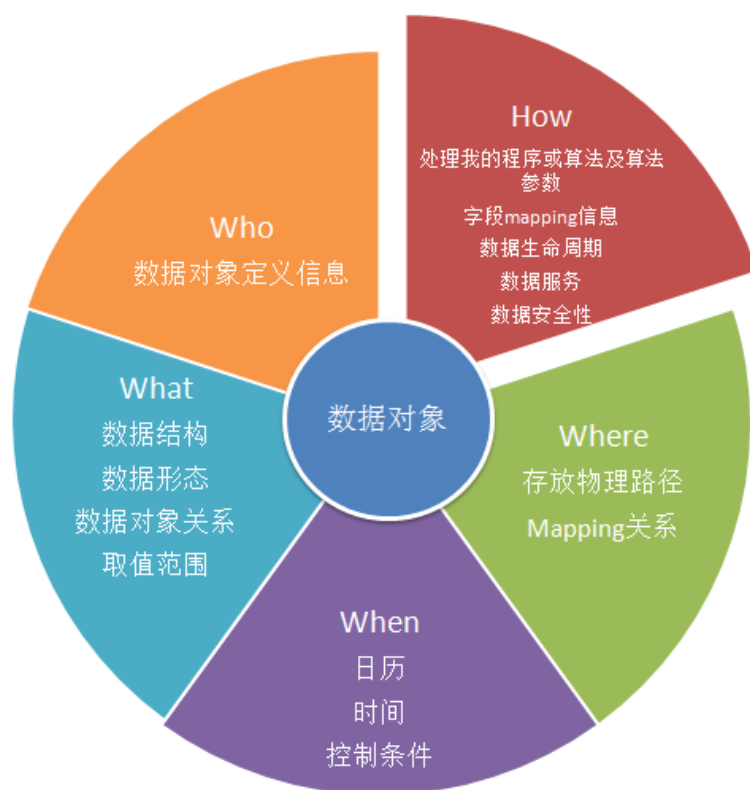 How
处理我的程序或算法及算法
参数
字段mapping信息
数据生命周期
数据服务
数据安全性
Who
数据对象定义信息
What
数据结构
数据形态
数据对象关系
取值范围
数据对象
Where
存放物理路径
Mapping关系
When
日历
时间
控制条件